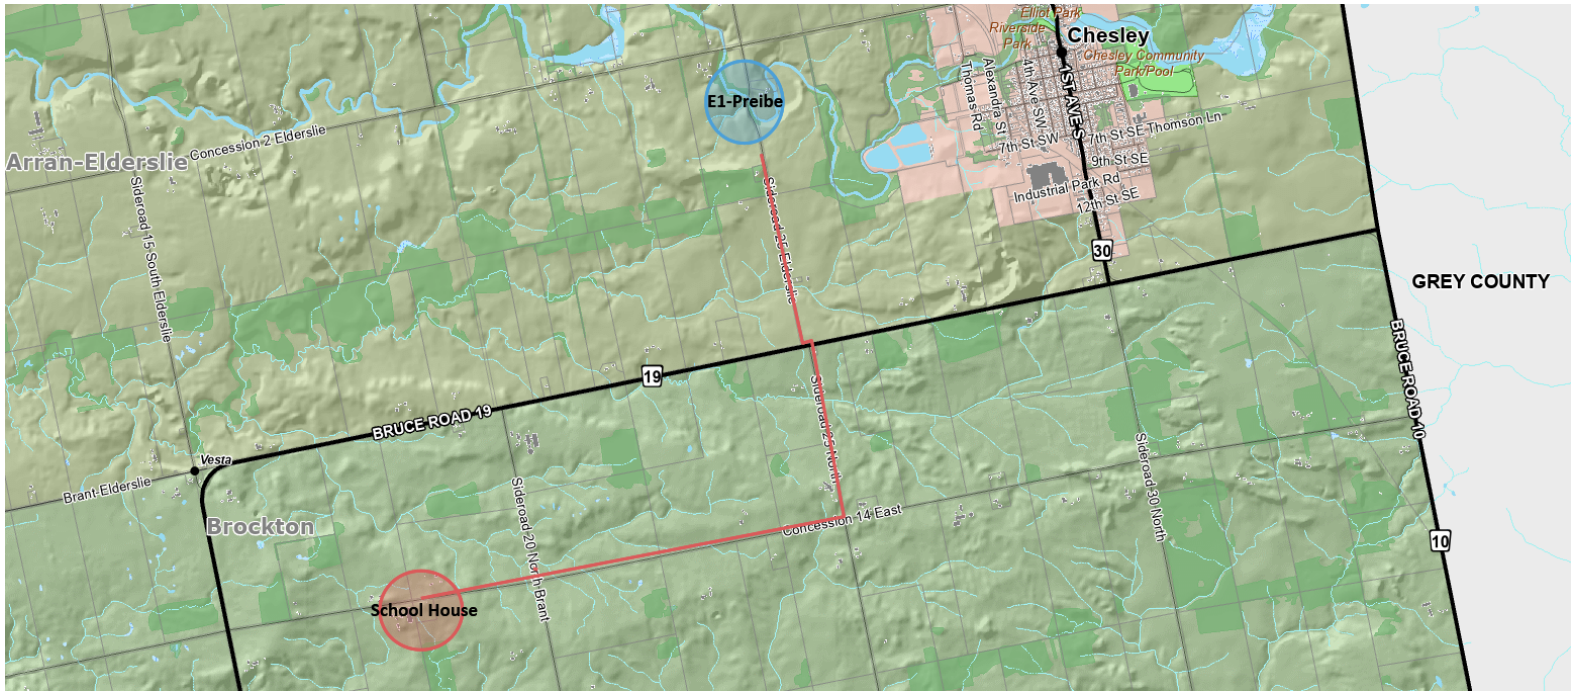 Elliot Park
Riverside
Park
Chesley
Chesley Community
Park/Pool
E1-Preibe
Thomas Rd
Alexandra St
4th Ave SW
1ST AVE S
7th St SW
7th St SE
Thomson Ln
9th St SE
Industrial Park Rd
12th St SE
Concession 2 Elderslie
Arran-Elderslie
Sideroad 15 South Elderslie
Sideroad 25 Elderslie
30
GREY COUNTY
BRUCE ROAD 10
19
BRUCE ROAD 19
Sideroad 25 North
Vesta
Brant-Elderslie
Brockton
Sideroad 20 North Brant
Concession 14 East
Sideroad 30 North
10
School House